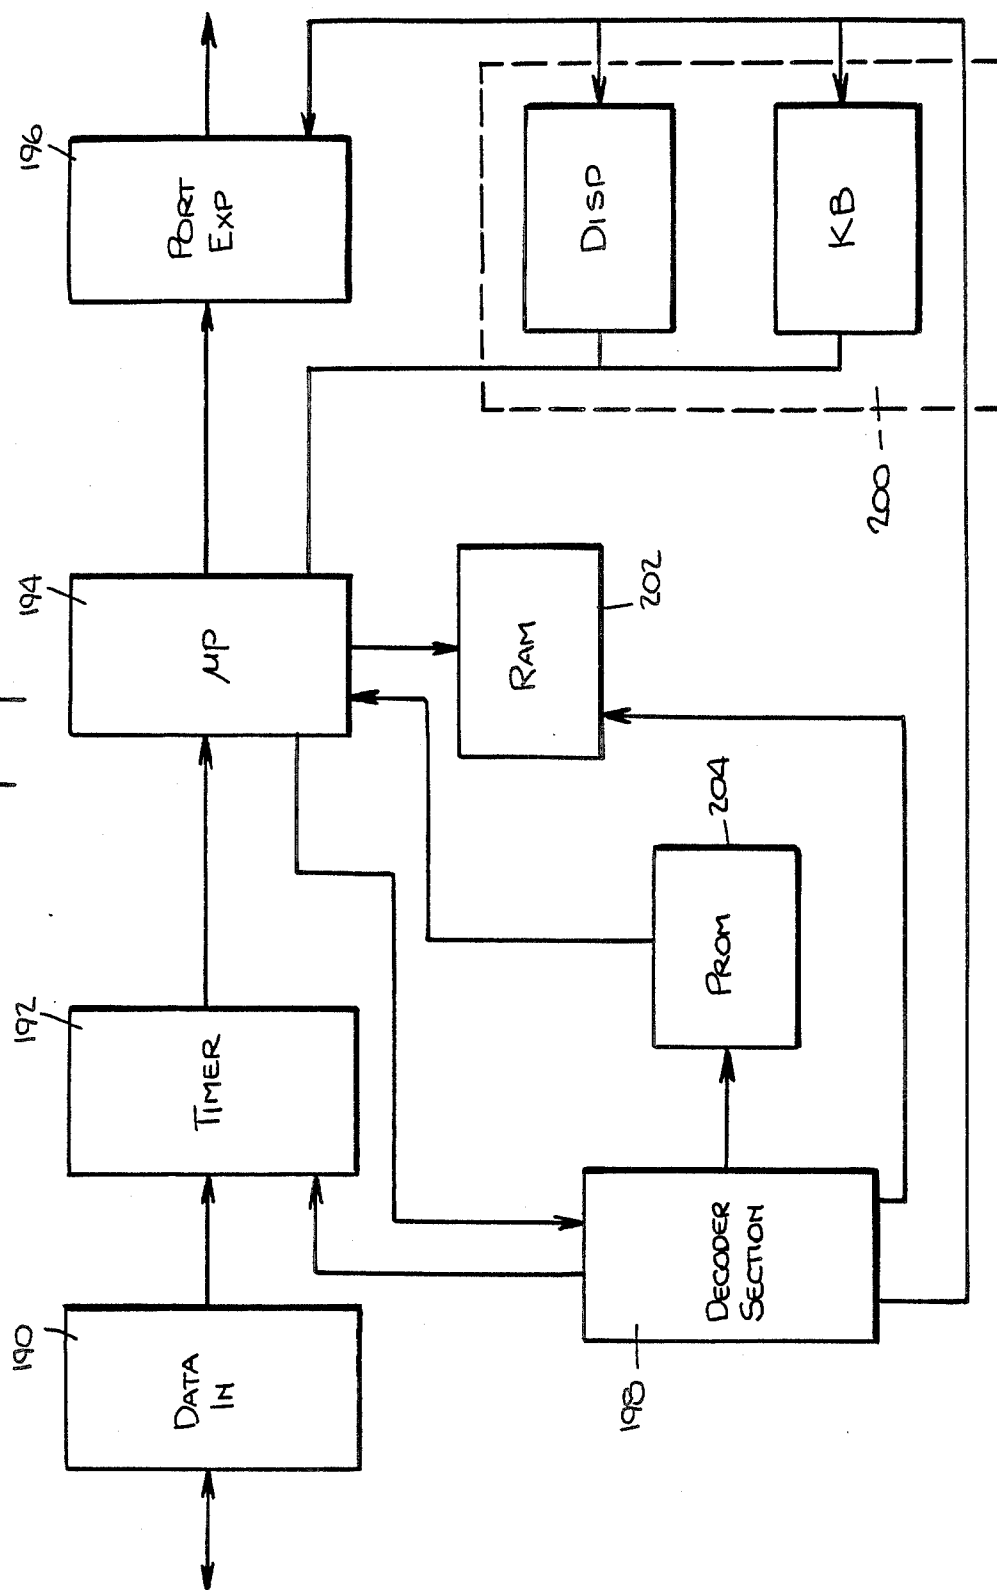 190
DATA
IN
192
TIMER
194
μP
196
PORT
EXP
198
DECODER
SECTION
PROM
204
RAM
202
200
DISP
KB